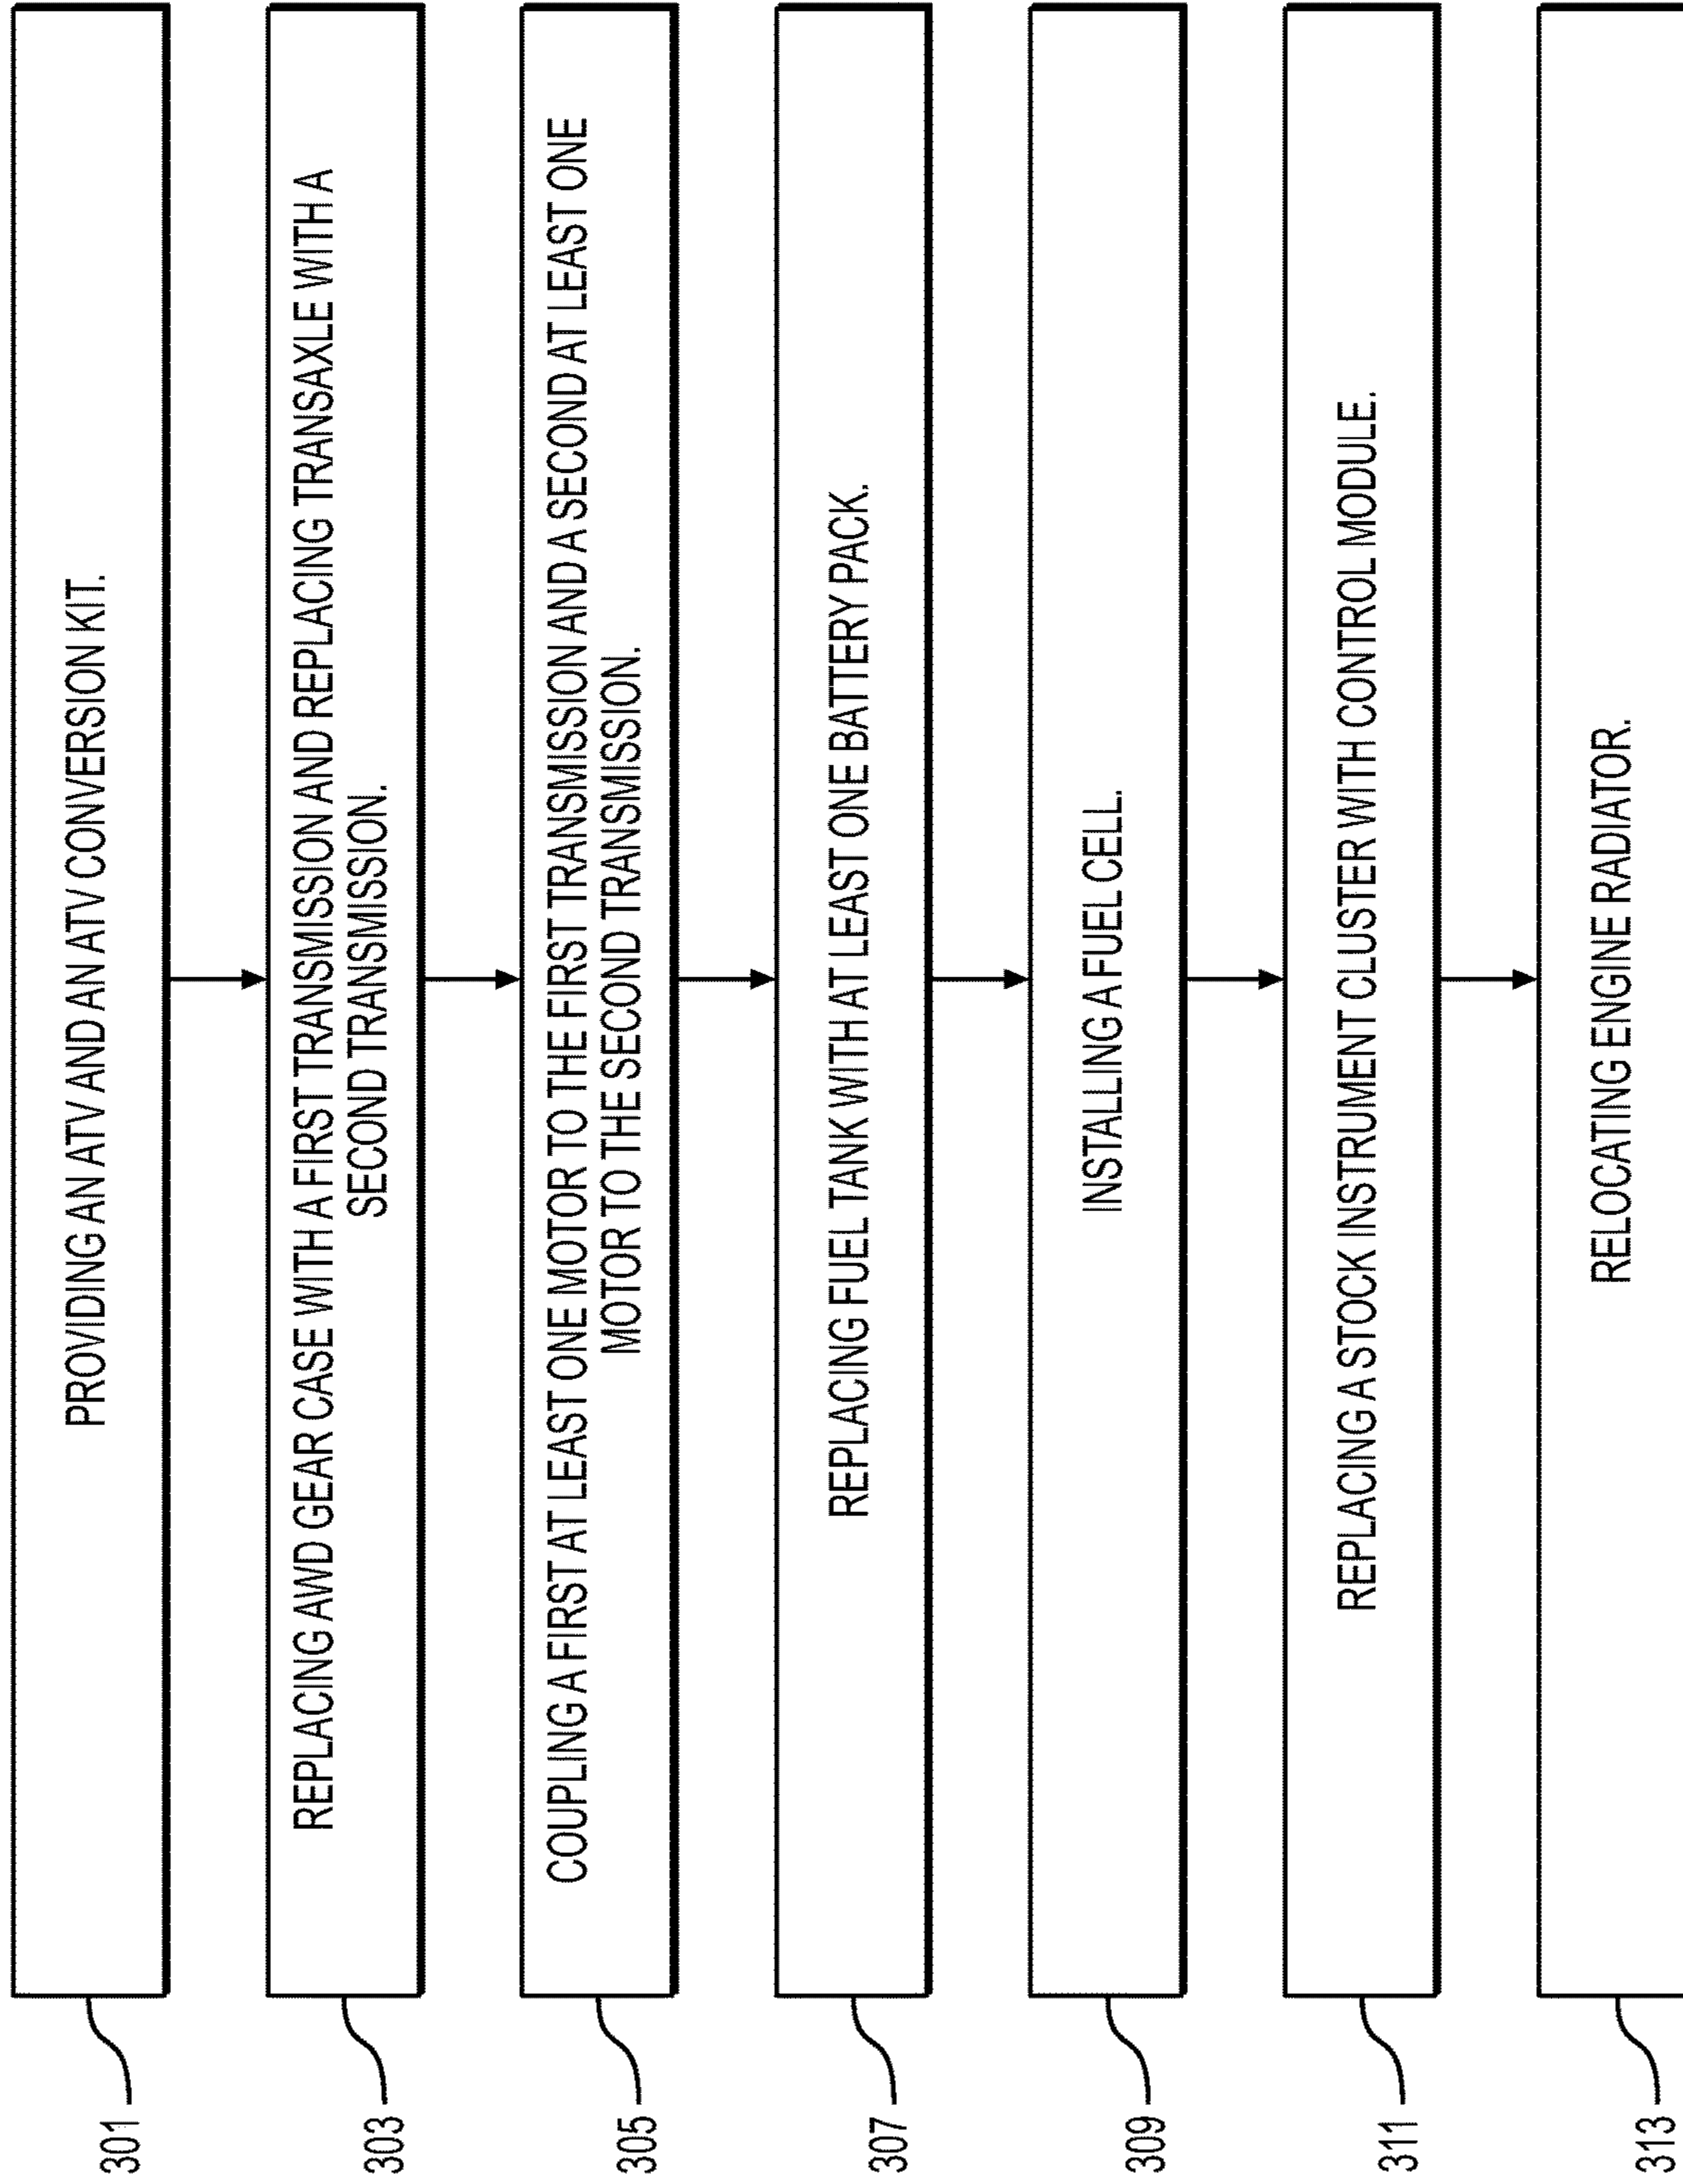 301
PROVIDING AN ATV AND AN ATV CONVERSION KIT.
303
REPLACING AWD GEAR CASE WITH A FIRST TRANSMISSION AND REPLACING TRANSAXLE WITH A
SECOND TRANSMISSION.
305
COUPLING A FIRST AT LEAST ONE MOTOR TO THE FIRST TRANSMISSION AND A SECOND AT LEAST ONE
MOTOR TO THE SECOND TRANSMISSION.
307
REPLACING FUEL TANK WITH AT LEAST ONE BATTERY PACK.
309
INSTALLING A FUEL CELL.
311
REPLACING A STOCK INSTRUMENT CLUSTER WITH CONTROL MODULE.
313
RELOCATING ENGINE RADIATOR.